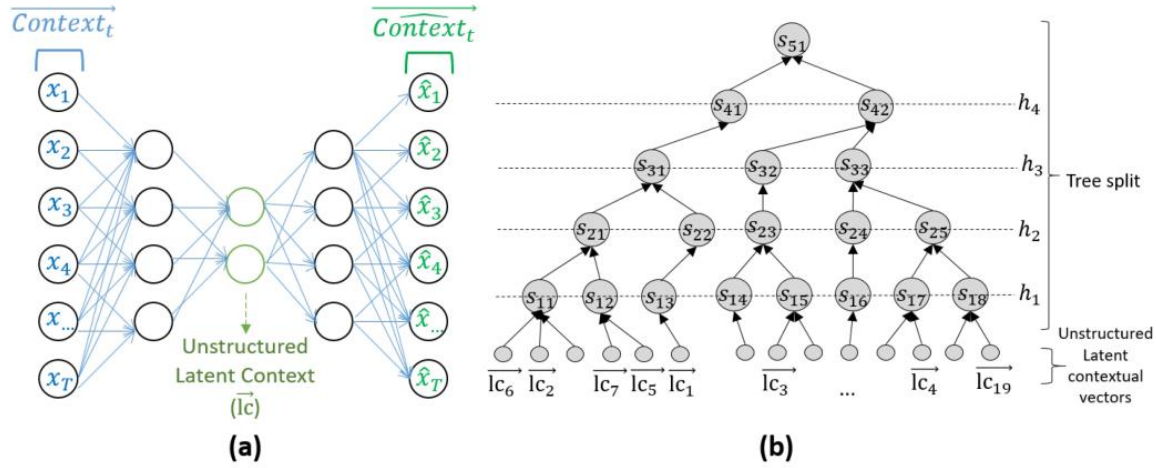 Context_t
x_1
x_2
x_3
x_4
x_...
x_T
Unstructured
Latent Context
(lc)
Context_t
x̂_1
x̂_2
x̂_3
x̂_4
x̂_...
x̂_T
(a)
s_51
s_41 s_42 h_4
s_31 s_32 s_33 h_3
s_21 s_22 s_23 s_24 s_25 h_2
s_11 s_12 s_13 s_14 s_15 s_16 s_17 s_18 h_1
Tree split
lc_6 lc_2 lc_7 lc_5 lc_1 lc_3 ... lc_4 lc_19
Unstructured
Latent
contextual
vectors
(b)